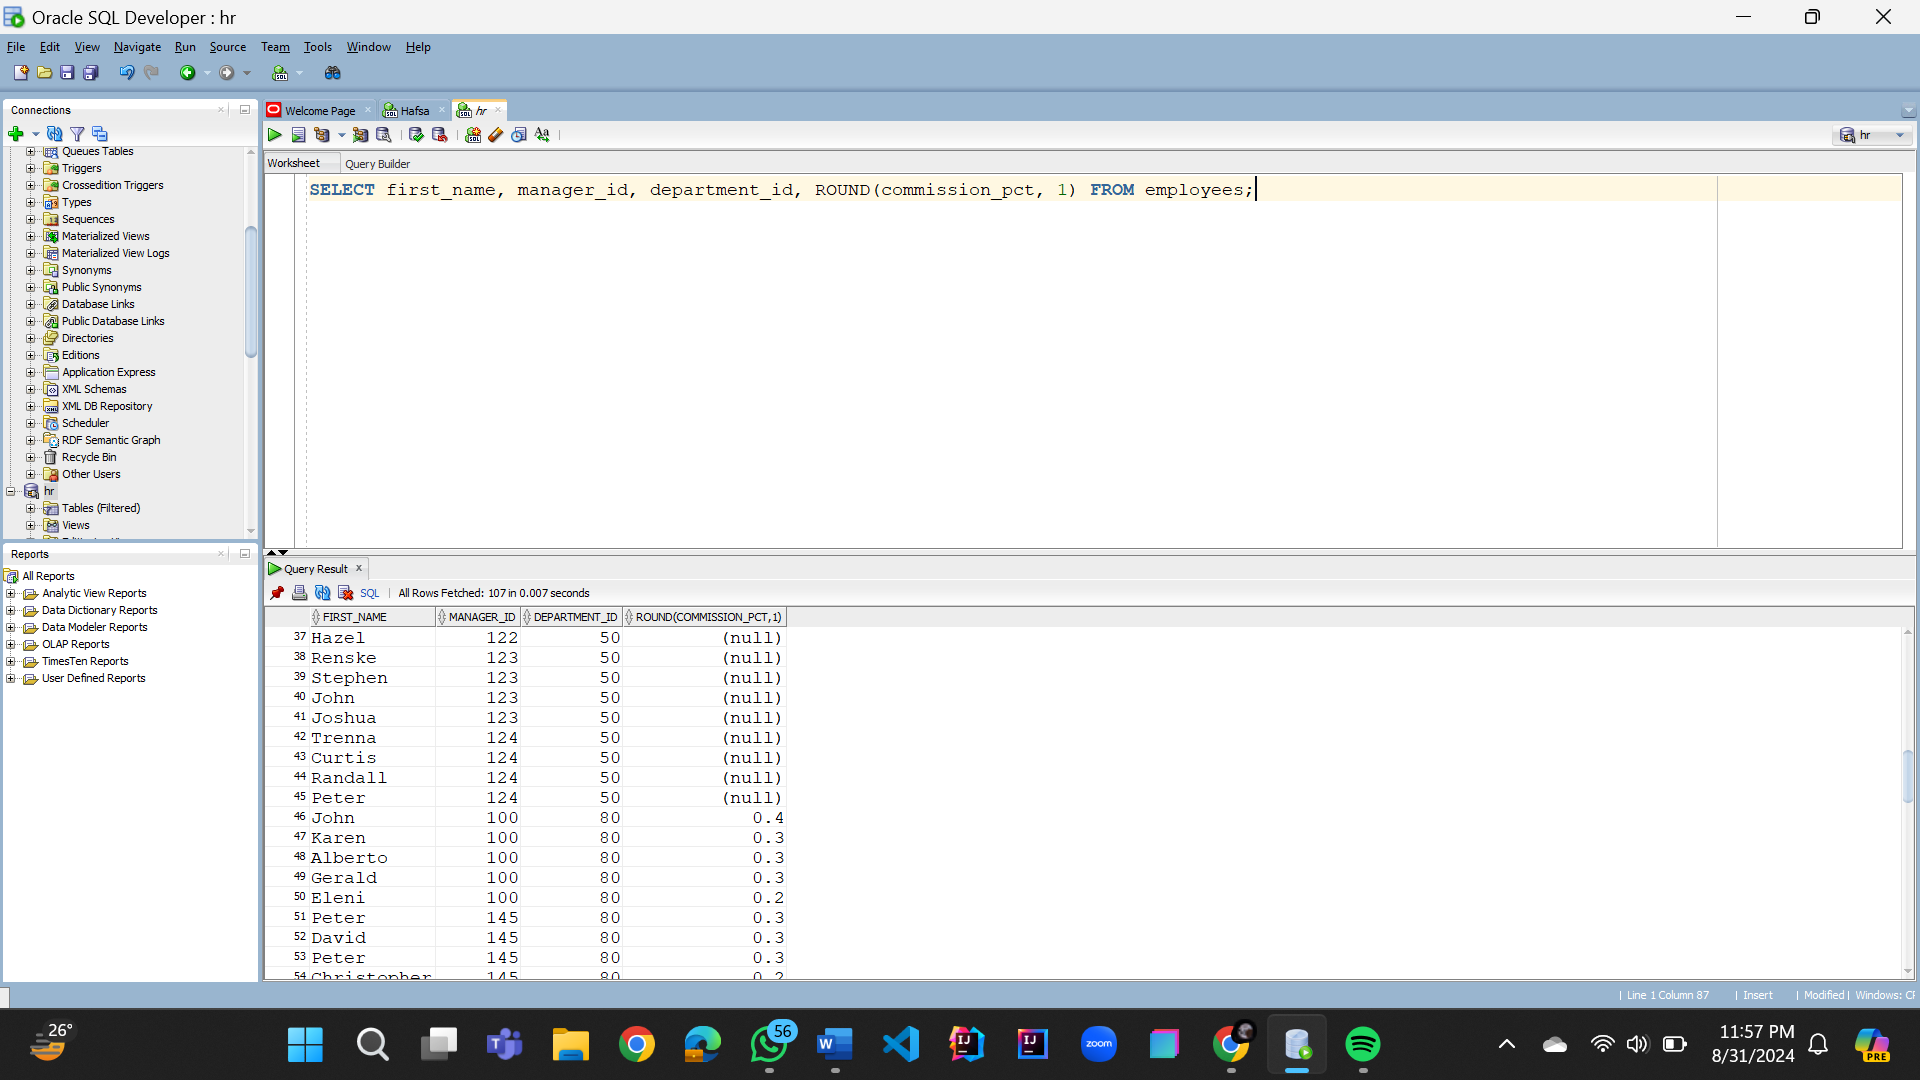 Oracle SQL Developer : hr
File Edit View Navigate Run Source Team Tools Window Help
Connections
Queues Tables
Triggers
Crossedition Triggers
Types
Sequences
Materialized Views
Materialized View Logs
Synonyms
Public Synonyms
Database Links
Public Database Links
Directories
Editions
Application Express
XML Schemas
XML DB Repository
Scheduler
RDF Semantic Graph
Recycle Bin
Other Users
hr
Tables (Filtered)
Views
Reports
All Reports
Analytic View Reports
Data Dictionary Reports
Data Modeler Reports
OLAP Reports
TimesTen Reports
User Defined Reports
Welcome Page Hafsa hr
hr
Worksheet Query Builder
SELECT first_name, manager_id, department_id, ROUND(commission_pct, 1) FROM employees;
Query Result
SQL | All Rows Fetched: 107 in 0.007 seconds
FIRST_NAME MANAGER_ID DEPARTMENT_ID ROUND(COMMISSION_PCT,1)
37 Hazel 122 50 (null)
38 Renske 123 50 (null)
39 Stephen 123 50 (null)
40 John 123 50 (null)
41 Joshua 123 50 (null)
42 Trenna 124 50 (null)
43 Curtis 124 50 (null)
44 Randall 124 50 (null)
45 Peter 124 50 (null)
46 John 100 80 0.4
47 Karen 100 80 0.3
48 Alberto 100 80 0.3
49 Gerald 100 80 0.3
50 Eleni 100 80 0.2
51 Peter 145 80 0.3
52 David 145 80 0.3
53 Peter 145 80 0.3
54 Christopher 145 80 0.2
| Line 1 Column 87 | Insert | Modified | Windows: CF
26°
56
zoom
11:57 PM
8/31/2024
PRE